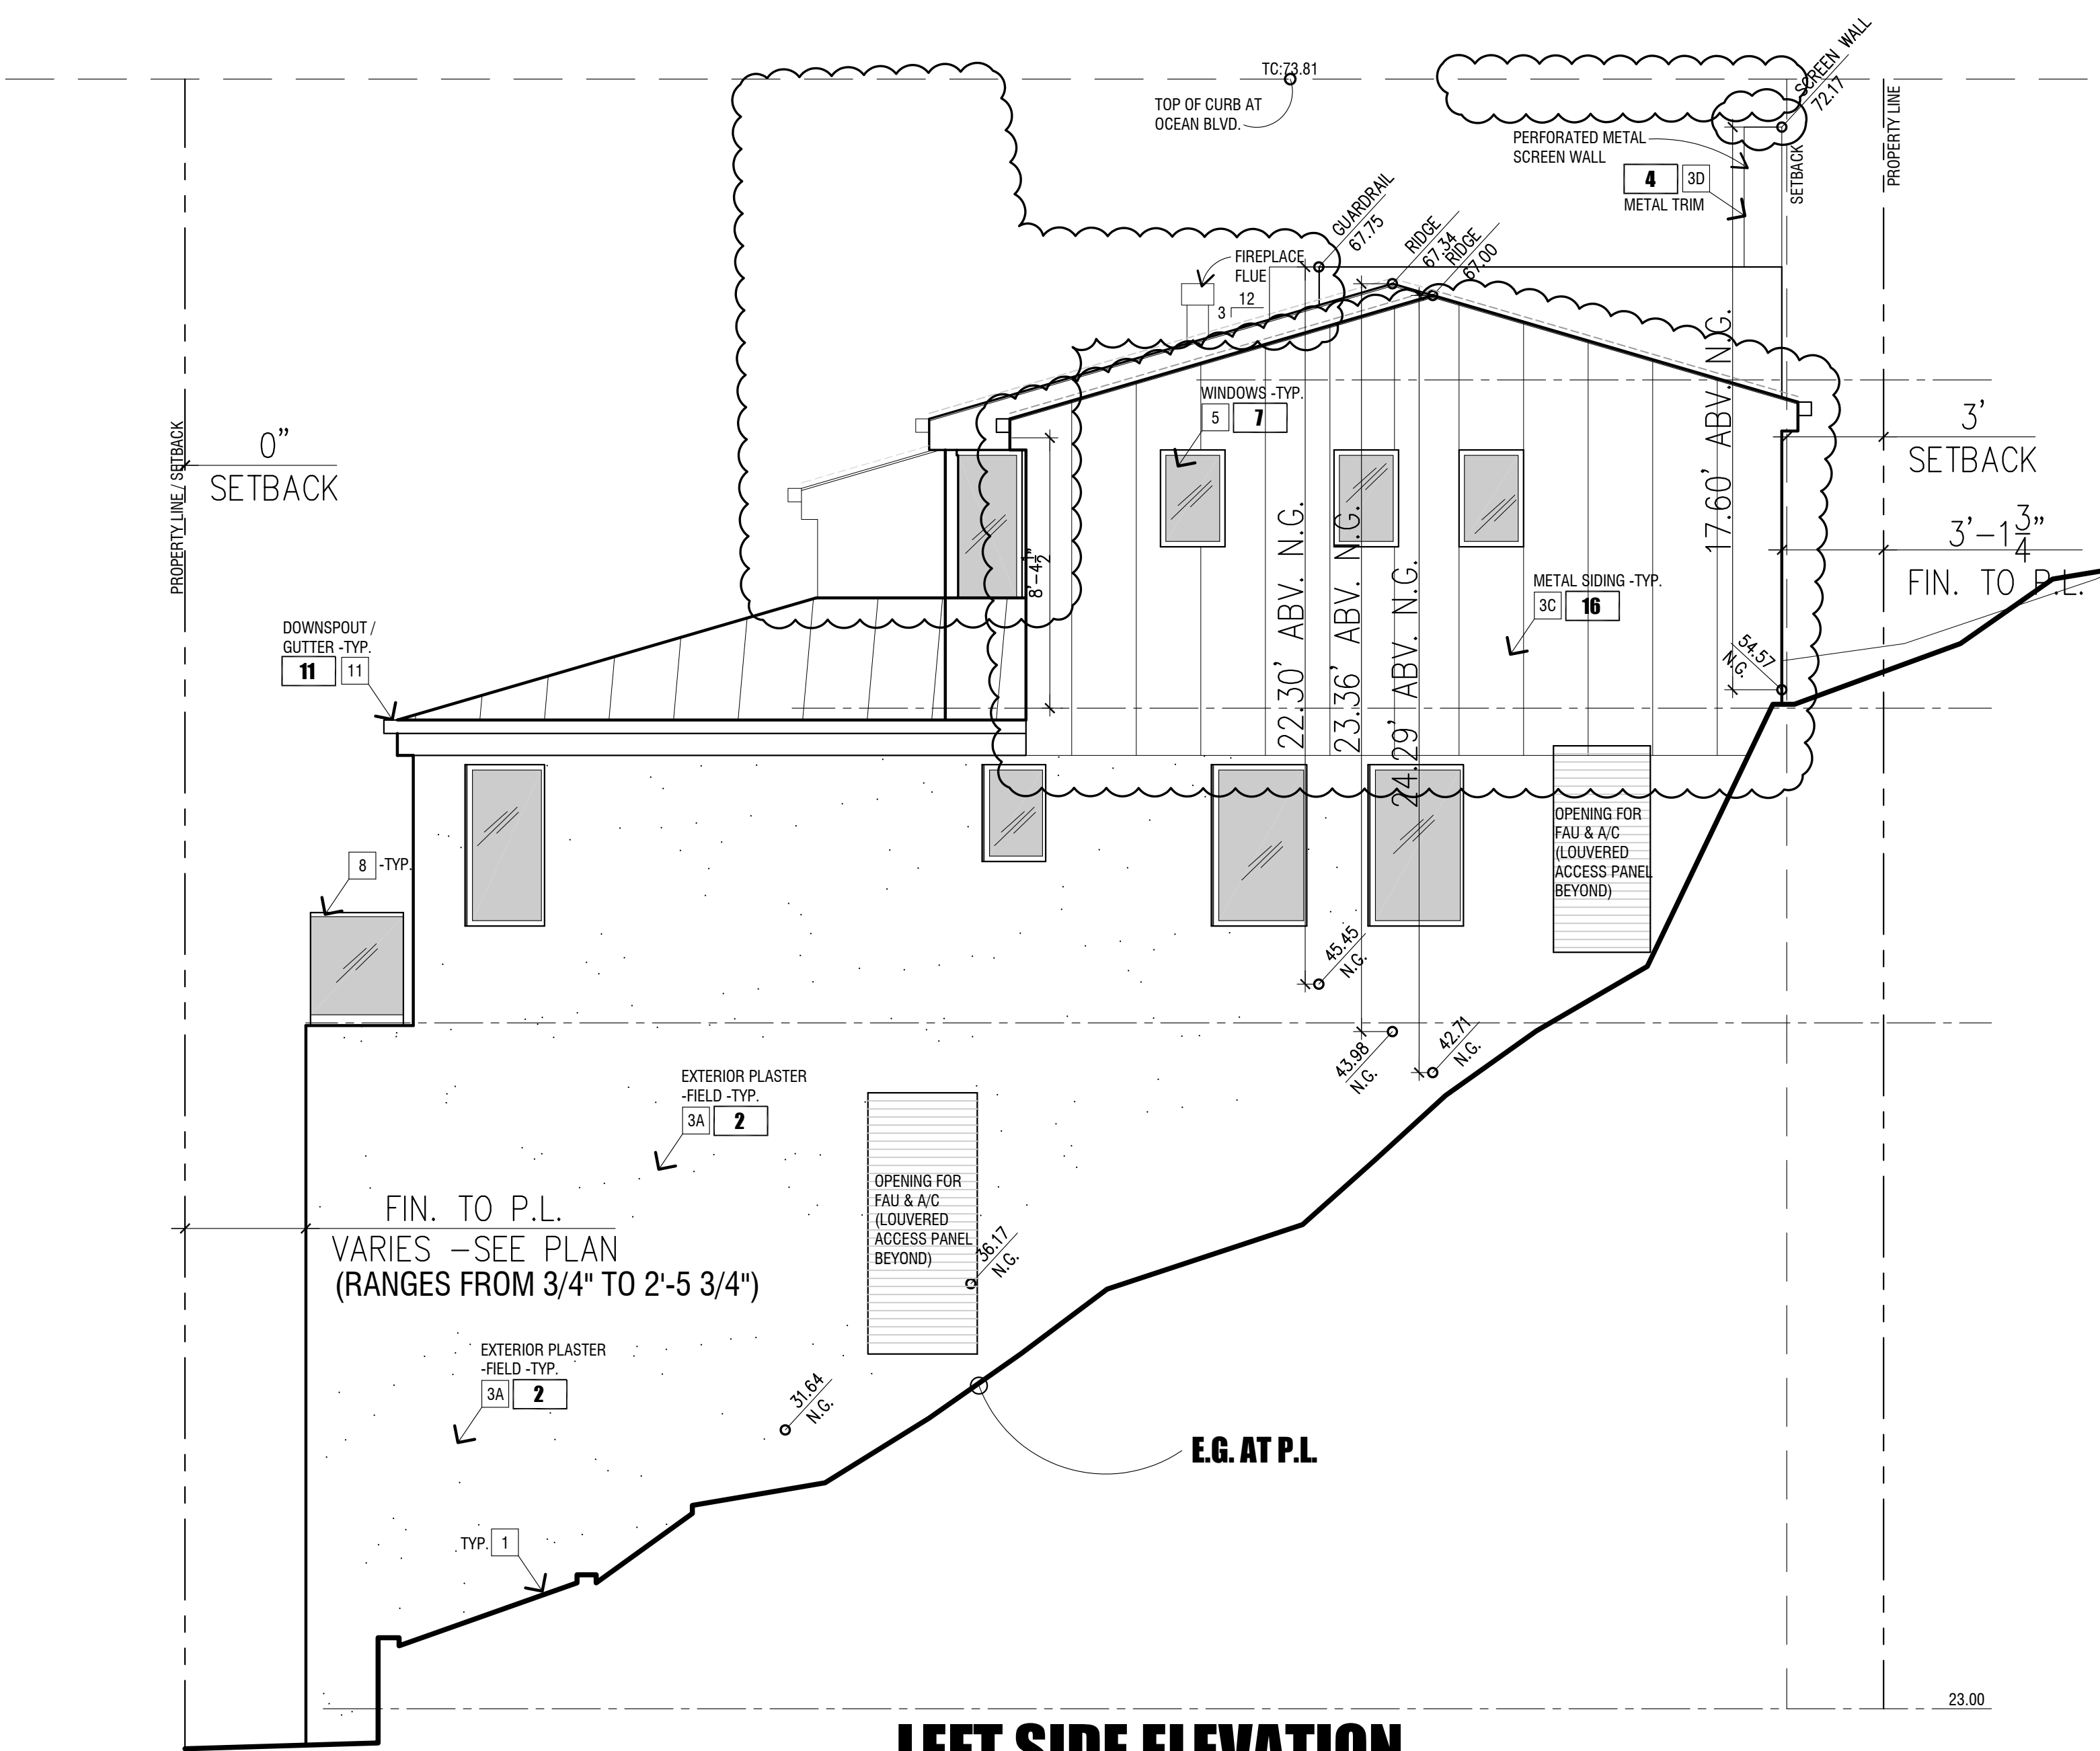 SCREEN WALL
72.17
TC:73.81
TOP OF CURB AT
OCEAN BLVD.
PROPERTY LINE
PERFORATED METAL
SCREEN WALL
SETBACK
4 3D
METAL TRIM
GUARDRAIL
67.75
RIDGE
67.34
RIDGE
67.00
FIREPLACE
FLUE
12
3
17.60' ABV. N.G.
WINDOWS -TYP.
5 7
3'
SETBACK
PROPERTY LINE / SETBACK
0"
SETBACK
3'-1 3/4"
FIN. TO P.L.
8'-4 1/2"
22.30' ABV. N.G.
23.36' ABV. N.G.
24.29' ABV. N.G.
METAL SIDING -TYP.
3C 16
DOWNSPOUT /
GUTTER -TYP.
11 11
54.57
N.G.
OPENING FOR
FAU & A/C
(LOUVERED
ACCESS PANEL
BEYOND)
8 -TYP.
45.45
N.G.
43.98
N.G.
42.71
N.G.
EXTERIOR PLASTER
-FIELD -TYP.
3A 2
OPENING FOR
FAU & A/C
(LOUVERED
ACCESS PANEL
BEYOND)
36.17
N.G.
FIN. TO P.L.
VARIES -SEE PLAN
(RANGES FROM 3/4" TO 2'-5 3/4")
EXTERIOR PLASTER
-FIELD -TYP.
3A 2
31.64
N.G.
E.G. AT P.L.
TYP. 1
23.00
LEFT SIDE ELEVATION